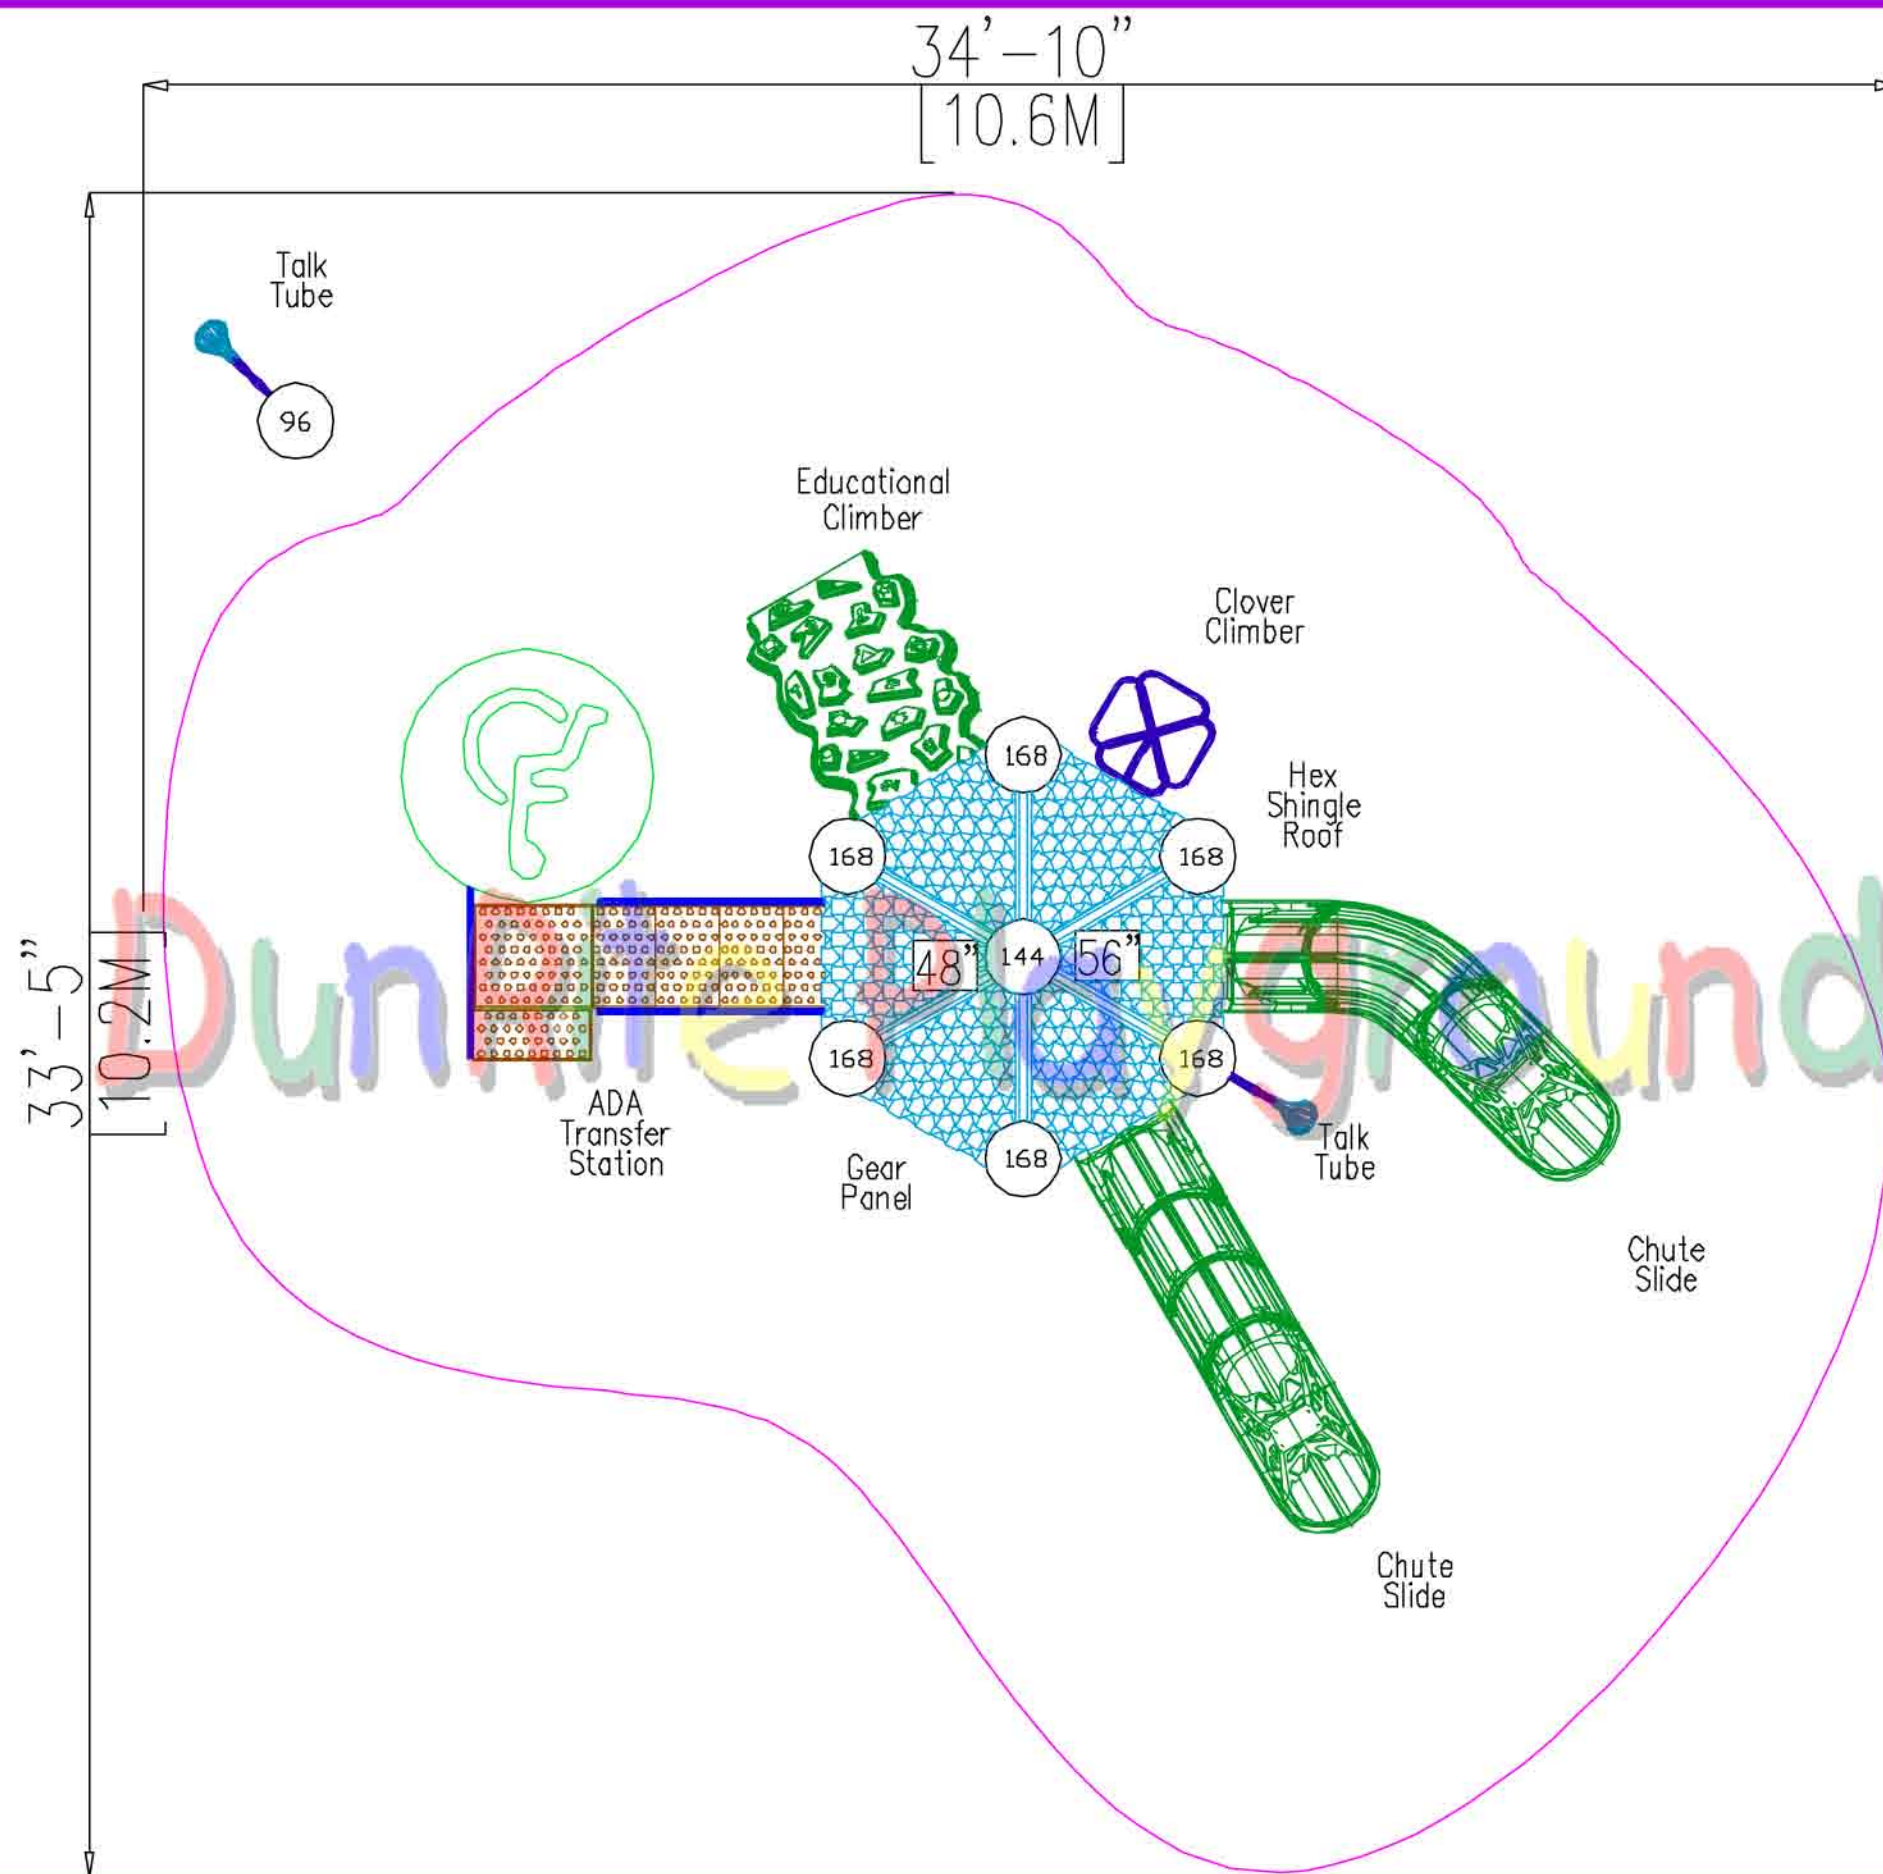 34'-10"
[10.6M]
Talk
Tube
96
Educational
Climber
Clover
Climber
168
Hex
Shingle
Roof
168
168
33'-5"
[10.2M]
DunRite Playground
48"
144
56"
168
168
ADA
Transfer
Station
Talk
Tube
Gear
Panel
168
Chute
Slide
Chute
Slide